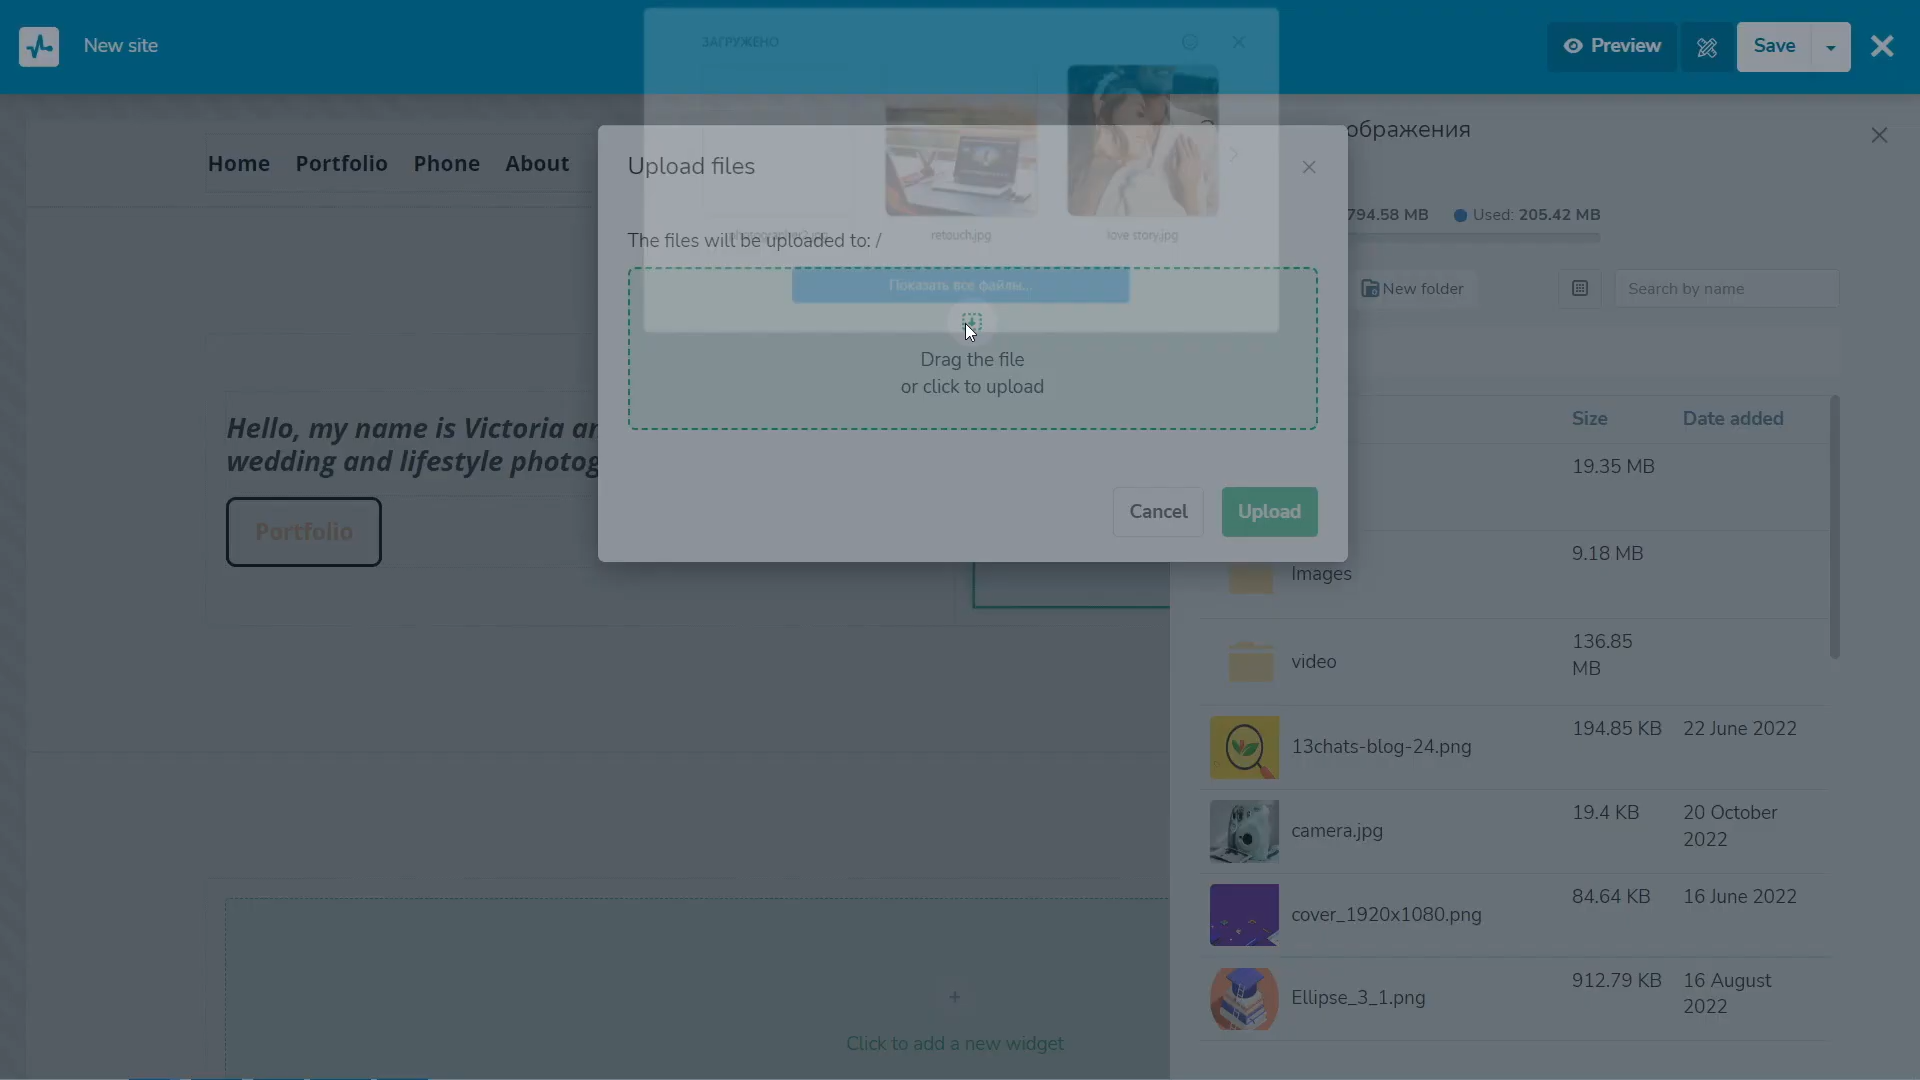 New site
Preview
Save
ЗАГРУЖЕНО
ображения
Home
Portfolio
Phone
About
Upload files
794.58 MB
Used: 205.42 MB
The files will be uploaded to: /
retouch.jpg
love story.jpg
Показать все файлы...
New folder
Search by name
Drag the file
or click to upload
Size
Date added
Hello, my name is Victoria an
wedding and lifestyle photog
19.35 MB
Portfolio
Cancel
Upload
Images
9.18 MB
video
136.85
MB
13chats-blog-24.png
194.85 KB
22 June 2022
camera.jpg
19.4 KB
20 October
2022
cover_1920x1080.png
84.64 KB
16 June 2022
Ellipse_3_1.png
912.79 KB
16 August
2022
Click to add a new widget